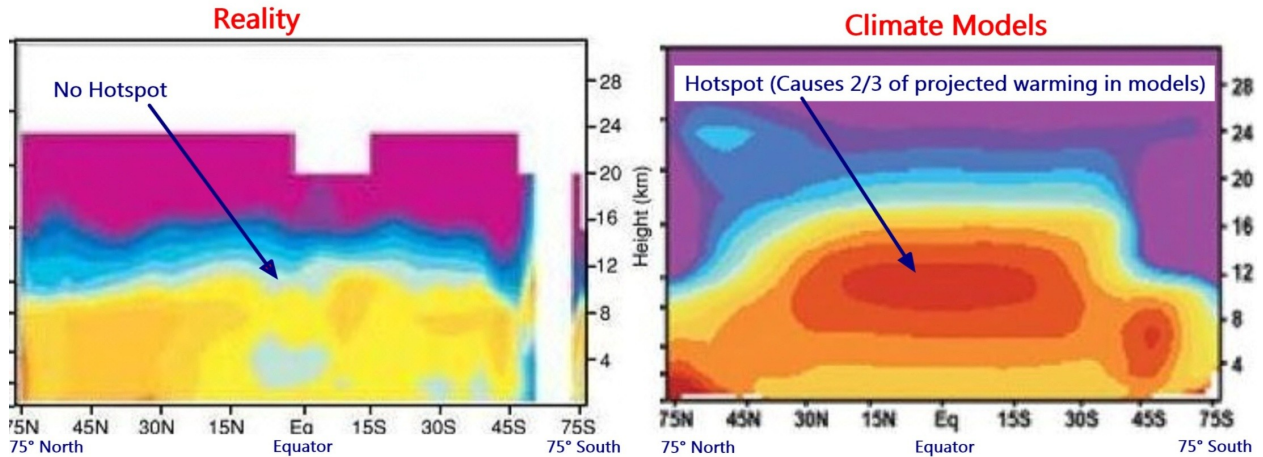 Reality
No Hotspot
28
24
20
16
12
8
4
Height (km)
75N 45N 30N 15N Eq 15S 30S 45S 75S
75° North Equator 75° South
Climate Models
Hotspot (Causes 2/3 of projected warming in models)
28
24
20
16
12
8
4
75N 45N 30N 15N Eq 15S 30S 45S 75S
75° North Equator 75° South